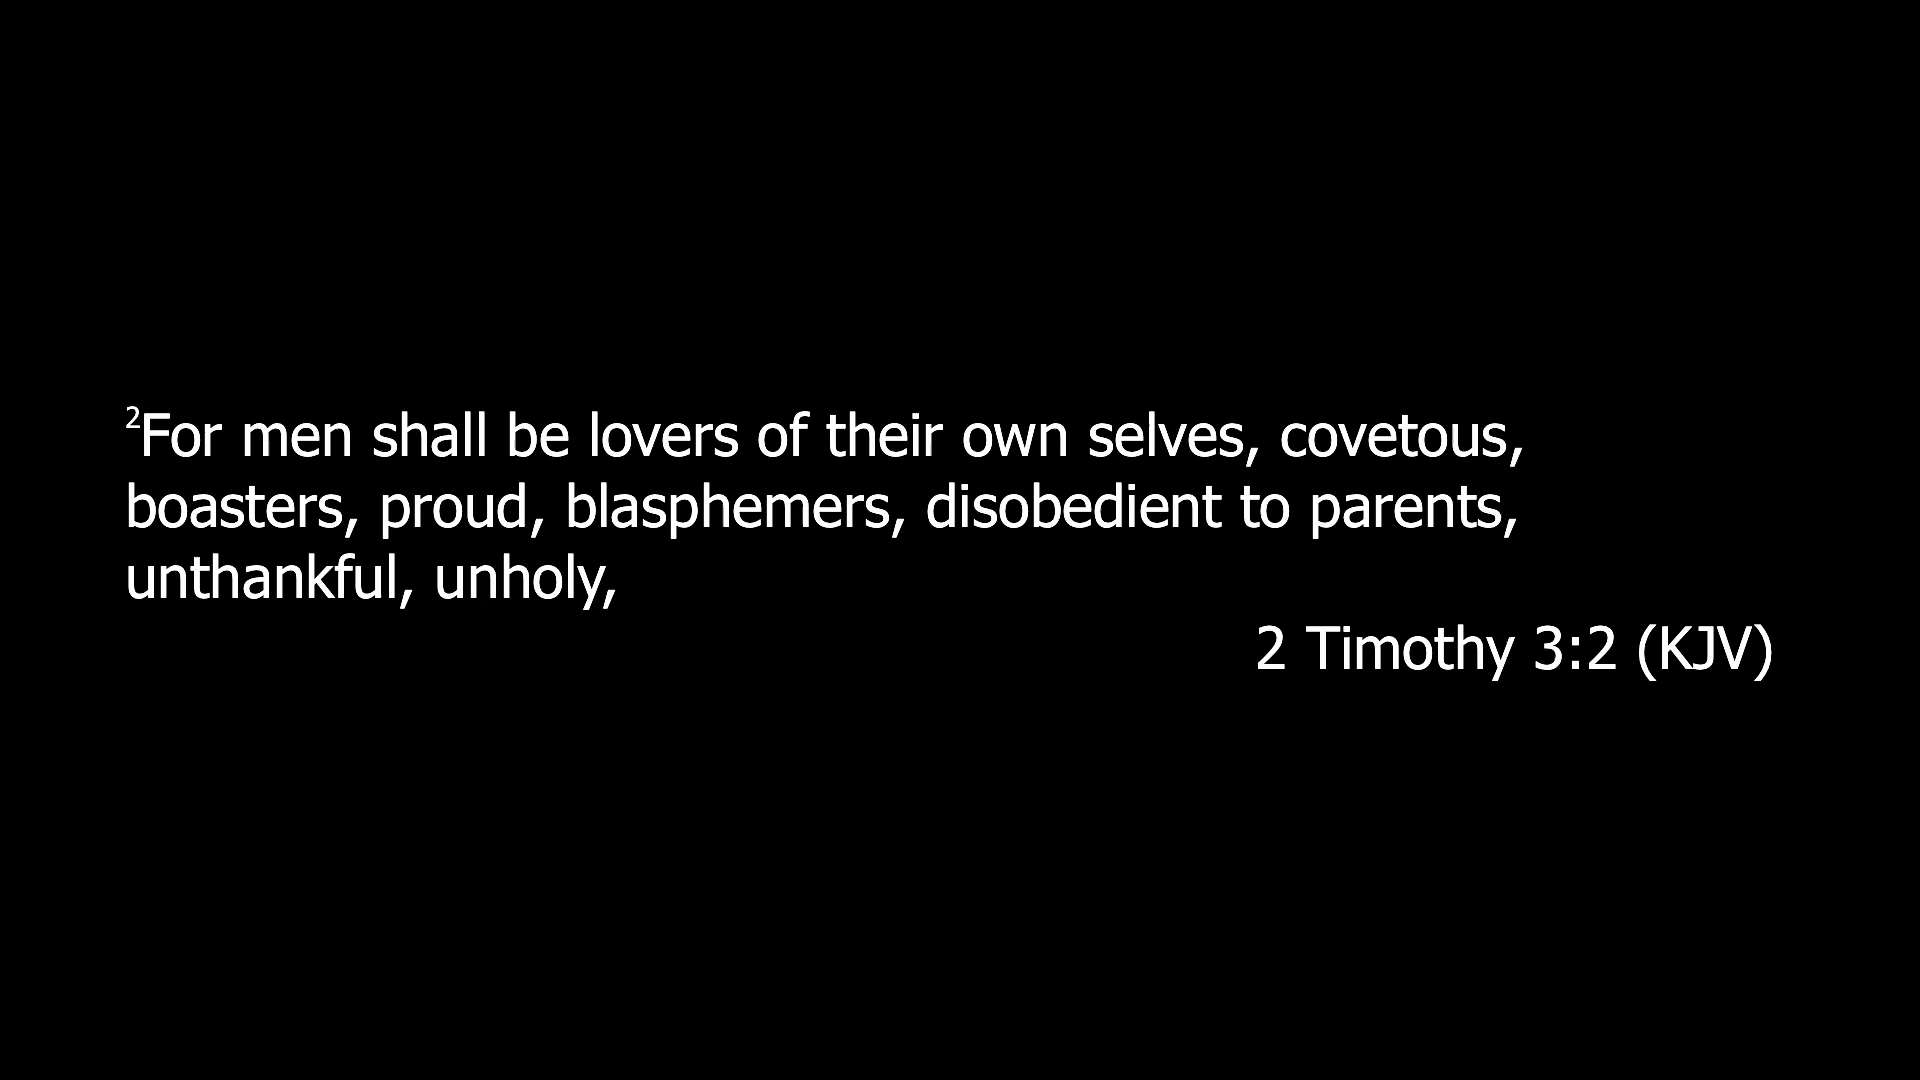 ²For men shall be lovers of their own selves, covetous,
boasters, proud, blasphemers, disobedient to parents,
unthankful, unholy,
2 Timothy 3:2 (KJV)